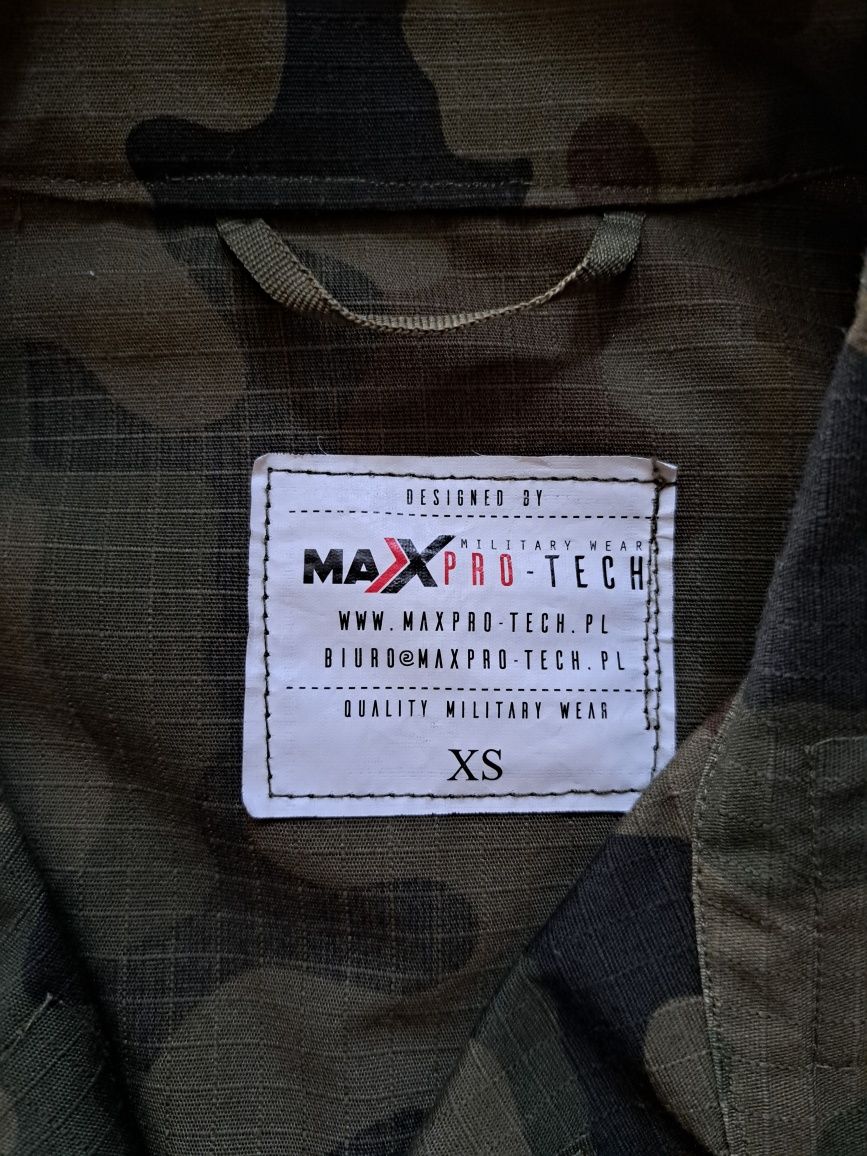 DESIGNED BY
MILITARY WEAR
MAXPRO-TECH
WWW.MAXPRO-TECH.PL
BIURO@MAXPRO-TECH.PL
QUALITY MILITARY WEAR
XS